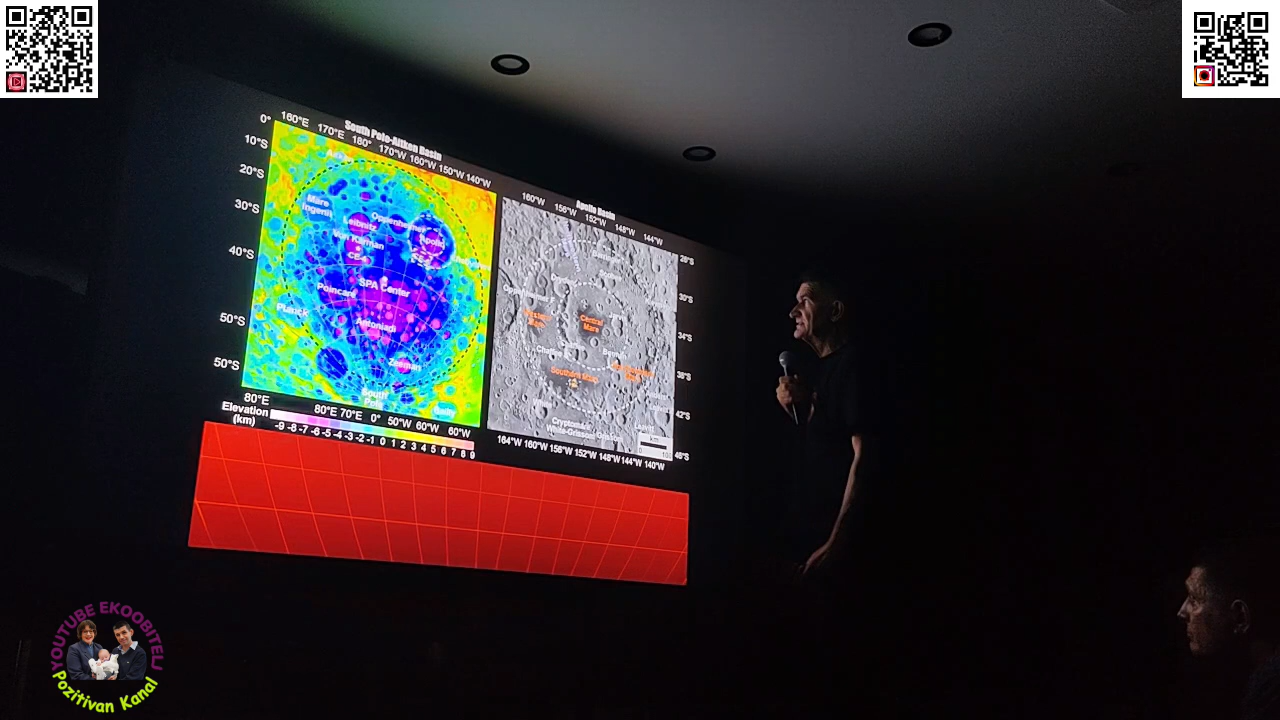 South Pole-Aitken Basin
160°E 170°E 180° 170°W 160°W 150°W 140°W
0°
10°S
20°S
30°S
40°S
50°S
50°S
Mare
Ingenii
Leibnitz
Oppenheimer
Apollo
Von Kármán
CE-4
CE-6
SPA Center
Poincaré
Planck
Antoniadi
Zeeman
South
Pole
80°E 80°E 70°E 0° 50°W 60°W 60°W
Elevation
(km)
-9 -8 -7 -6 -5 -4 -3 -2 -1 0 1 2 3 4 5 6 7 8 9
Apollo Basin
160°W 156°W 152°W 148°W 144°W
26°S
30°S
34°S
38°S
42°S
46°S
Central
Mare
Southern Mare
164°W 160°W 156°W 152°W 148°W 144°W 140°W
YOUTUBE EKOOBITELJ
Pozitivan Kanal